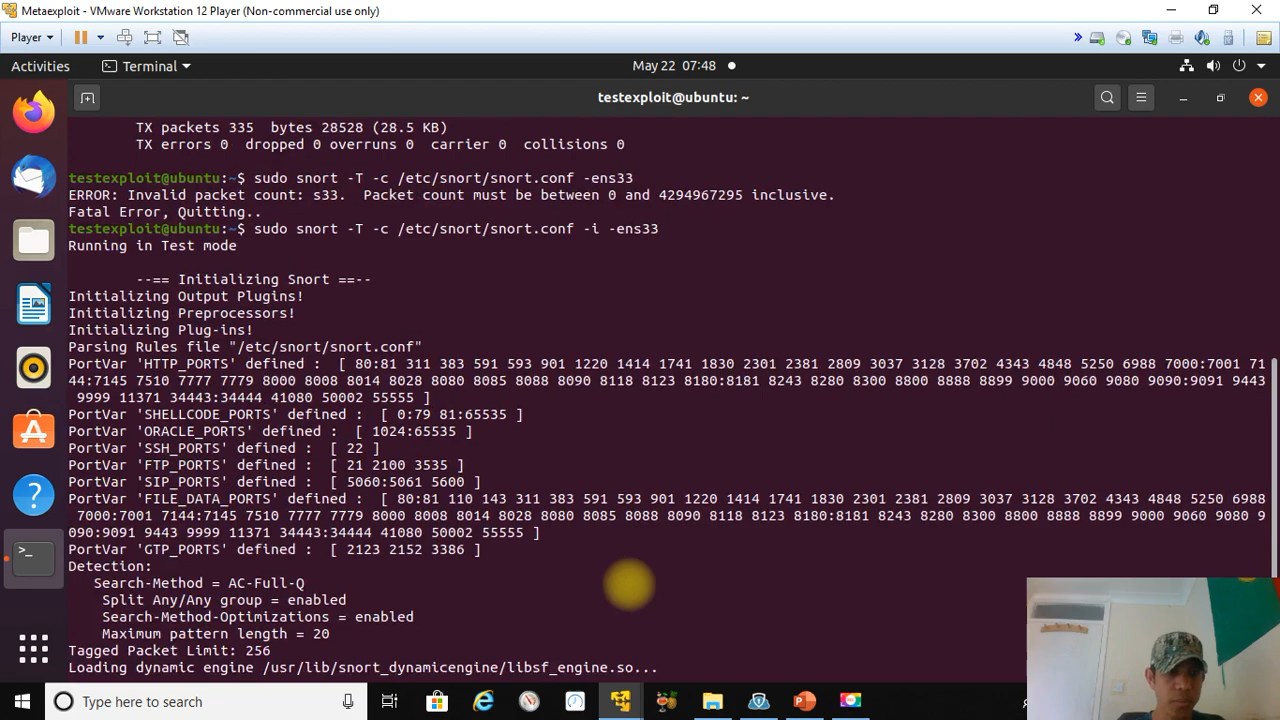 Metaexploit - VMware Workstation 12 Player (Non-commercial use only)
Player
Activities
Terminal
May 22 07:48
testexploit@ubuntu: ~
TX packets 335  bytes 28528 (28.5 KB)
TX errors 0  dropped 0 overruns 0  carrier 0  collisions 0
testexploit@ubuntu:~$ sudo snort -T -c /etc/snort/snort.conf -ens33
ERROR: Invalid packet count: s33.  Packet count must be between 0 and 4294967295 inclusive.
Fatal Error, Quitting..
testexploit@ubuntu:~$ sudo snort -T -c /etc/snort/snort.conf -i -ens33
Running in Test mode
--== Initializing Snort ==--
Initializing Output Plugins!
Initializing Preprocessors!
Initializing Plug-ins!
Parsing Rules file "/etc/snort/snort.conf"
PortVar 'HTTP_PORTS' defined :  [ 80:81 311 383 591 593 901 1220 1414 1741 1830 2301 2381 2809 3037 3128 3702 4343 4848 5250 6988 7000:7001 71
44:7145 7510 7777 7779 8000 8008 8014 8028 8080 8085 8088 8090 8118 8123 8180:8181 8243 8280 8300 8800 8888 8899 9000 9060 9080 9090:9091 9443
9999 11371 34443:34444 41080 50002 55555 ]
PortVar 'SHELLCODE_PORTS' defined :  [ 0:79 81:65535 ]
PortVar 'ORACLE_PORTS' defined :  [ 1024:65535 ]
PortVar 'SSH_PORTS' defined :  [ 22 ]
PortVar 'FTP_PORTS' defined :  [ 21 2100 3535 ]
PortVar 'SIP_PORTS' defined :  [ 5060:5061 5600 ]
PortVar 'FILE_DATA_PORTS' defined :  [ 80:81 110 143 311 383 591 593 901 1220 1414 1741 1830 2301 2381 2809 3037 3128 3702 4343 4848 5250 6988
7000:7001 7144:7145 7510 7777 7779 8000 8008 8014 8028 8080 8085 8088 8090 8118 8123 8180:8181 8243 8280 8300 8800 8888 8899 9000 9060 9080 9
090:9091 9443 9999 11371 34443:34444 41080 50002 55555 ]
PortVar 'GTP_PORTS' defined :  [ 2123 2152 3386 ]
Detection:
Search-Method = AC-Full-Q
Split Any/Any group = enabled
Search-Method-Optimizations = enabled
Maximum pattern length = 20
Tagged Packet Limit: 256
Loading dynamic engine /usr/lib/snort_dynamicengine/libsf_engine.so...
Type here to search